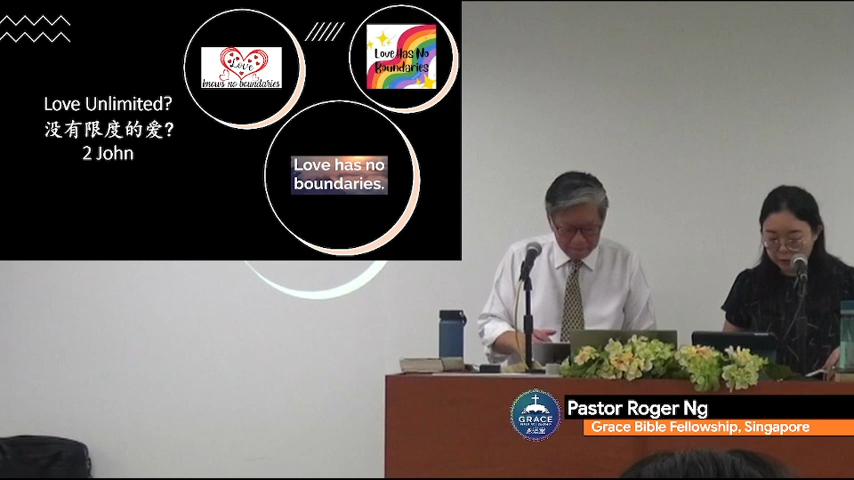 Love Unlimited?
没有限度的爱?
2 John
Love
knows no boundaries
Love Has No
Boundaries
Love has no
boundaries.
GRACE
Pastor Roger Ng
Grace Bible Fellowship, Singapore